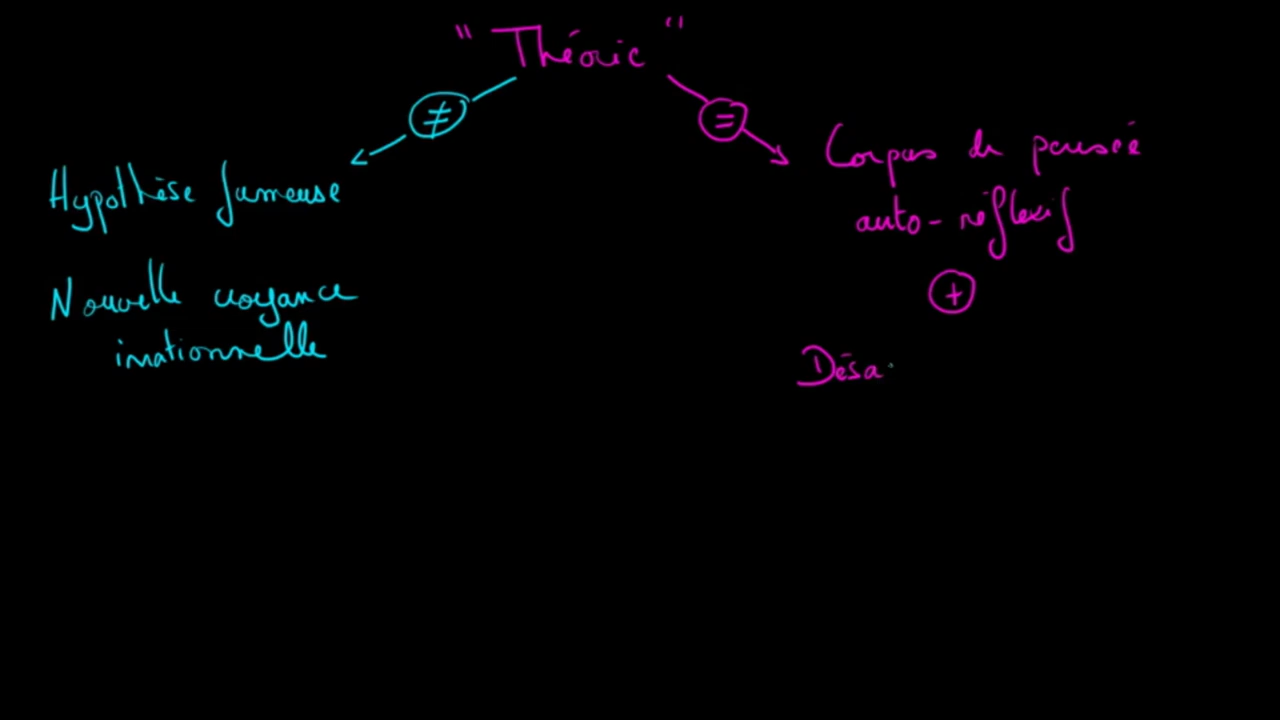 " Théorie "
≠
=
Hypothèse fumeuse
Nouvelle croyance
irrationnelle
Corpus de pensée
auto-réflexif
+
Désa